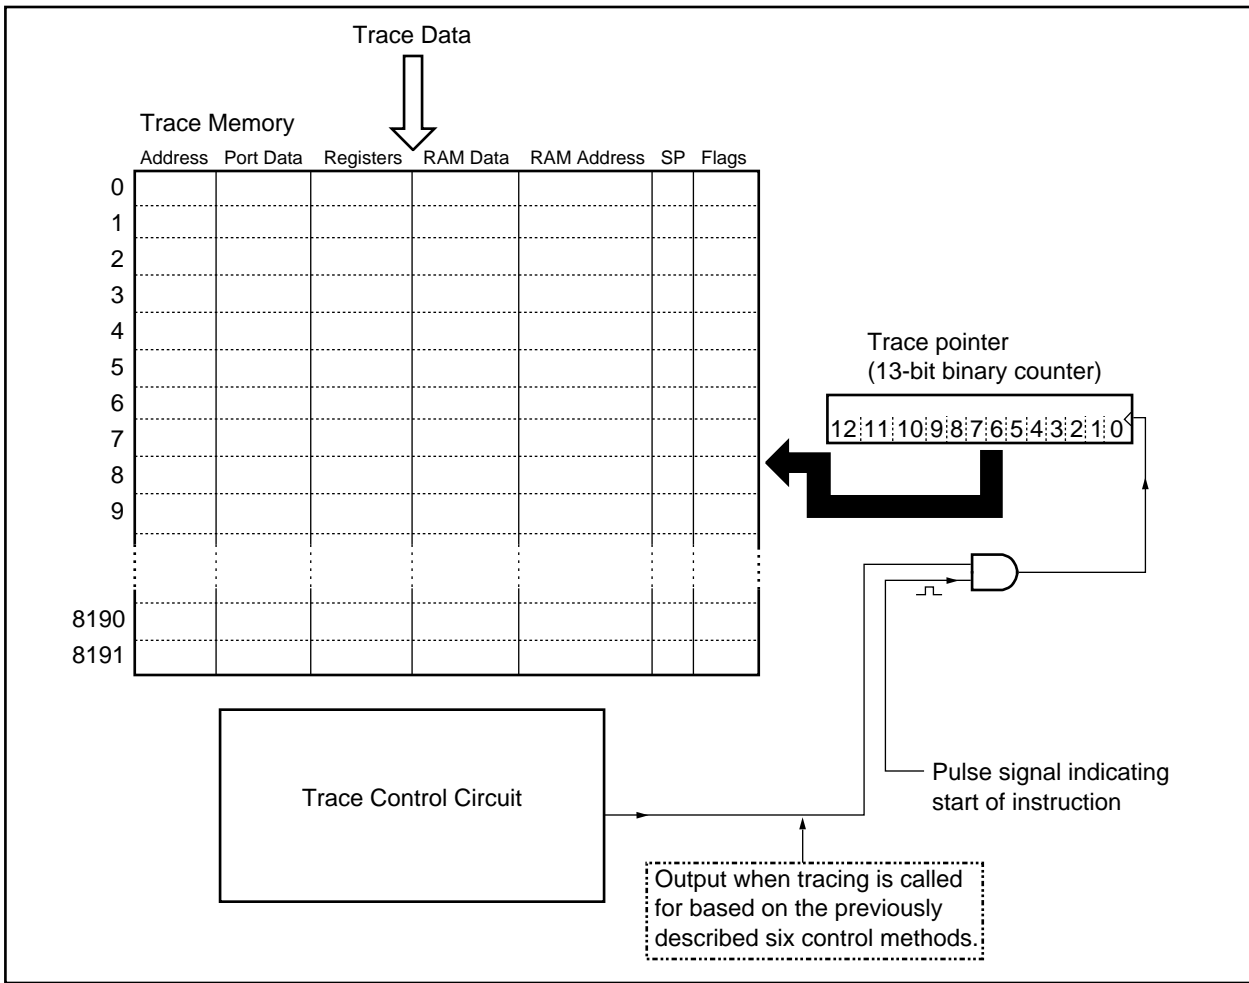 Trace Data
Trace Memory
Address Port Data Registers RAM Data RAM Address SP Flags
0
1
2
3
4
5
6
7
8
9
8190
8191
Trace pointer
(13-bit binary counter)
12 11 10 9 8 7 6 5 4 3 2 1 0
Trace Control Circuit
Pulse signal indicating
start of instruction
Output when tracing is called
for based on the previously
described six control methods.